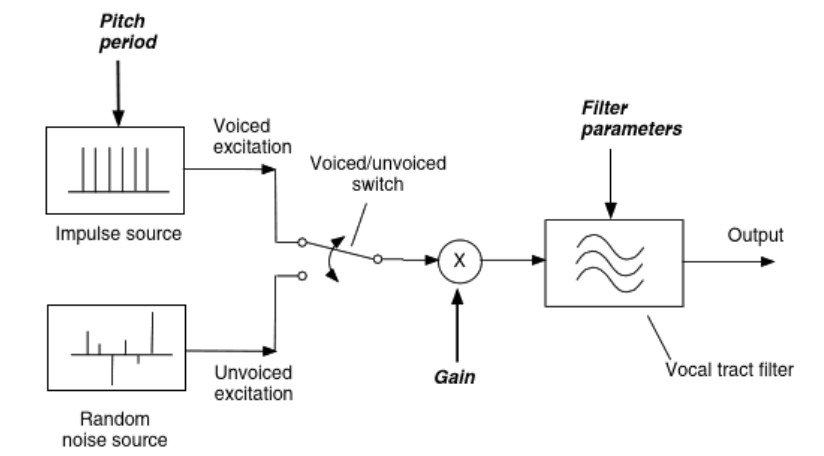 Pitch
period
Voiced
excitation
Filter
parameters
Voiced/unvoiced
switch
Impulse source
Output
X
Gain
Unvoiced
excitation
Vocal tract filter
Random
noise source